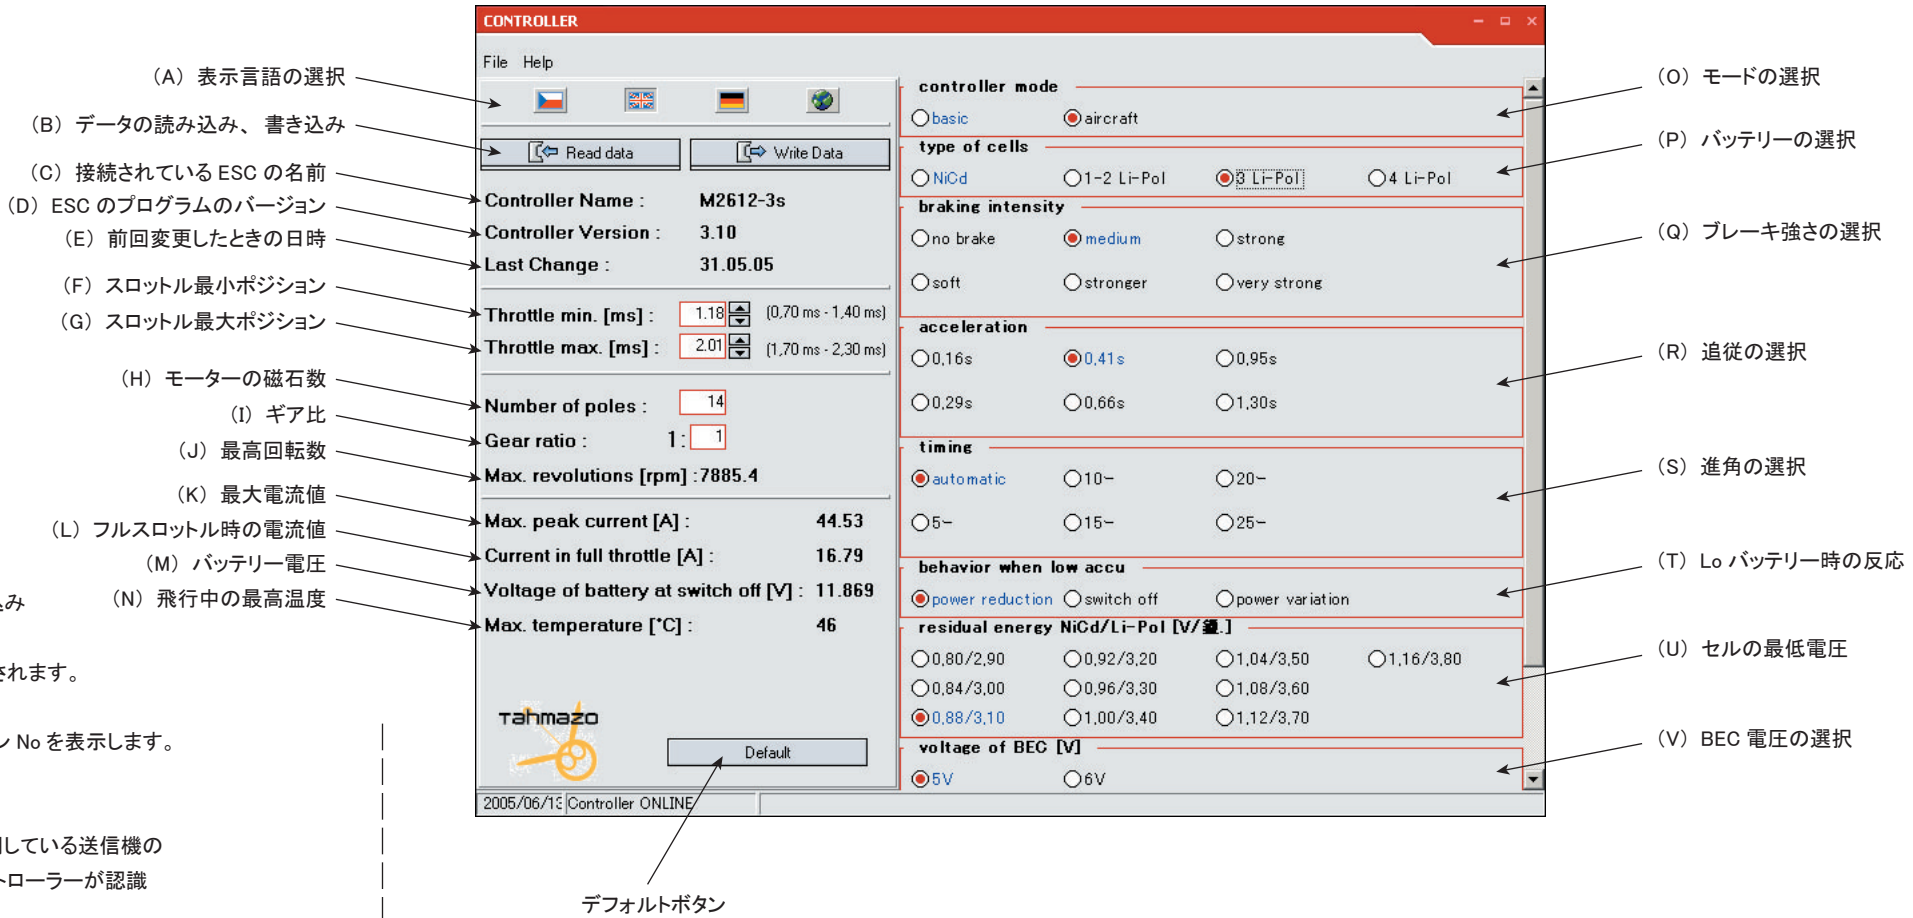 (A) 表示言語の選択
(B) データの読み込み、書き込み
(C) 接続されている ESC の名前
(D) ESC のプログラムのバージョン
(E) 前回変更したときの日時
(F) スロットル最小ポジション
(G) スロットル最大ポジション
(H) モーターの磁石数
(I) ギア比
(J) 最高回転数
(K) 最大電流値
(L) フルスロットル時の電流値
(M) バッテリー電圧
(N) 飛行中の最高温度
み
されます。
ン No を表示します。
している送信機の
トローラーが認識
CONTROLLER
File Help
Read data
Write Data
Controller Name : M2612-3s
Controller Version : 3.10
Last Change : 31.05.05
Throttle min. [ms] : 1.18 (0,70 ms - 1,40 ms)
Throttle max. [ms] : 2.01 (1,70 ms - 2,30 ms)
Number of poles : 14
Gear ratio : 1: 1
Max. revolutions [rpm] :7885.4
Max. peak current [A] : 44.53
Current in full throttle [A] : 16.79
Voltage of battery at switch off [V] : 11.869
Max. temperature [°C] : 46
Tahmazo
Default
2005/06/13 Controller ONLINE
controller mode
basic aircraft
type of cells
NiCd 1-2 Li-Pol 3 Li-Pol 4 Li-Pol
braking intensity
no brake medium strong
soft stronger very strong
acceleration
0,16s 0,41s 0,95s
0,29s 0,66s 1,30s
timing
automatic 10~ 20~
5~ 15~ 25~
behavior when low accu
power reduction switch off power variation
residual energy NiCd/Li-Pol [V/ .]
0,80/2,90 0,92/3,20 1,04/3,50 1,16/3,80
0,84/3,00 0,96/3,30 1,08/3,60
0,88/3,10 1,00/3,40 1,12/3,70
voltage of BEC [V]
5V 6V
(O) モードの選択
(P) バッテリーの選択
(Q) ブレーキ強さの選択
(R) 追従の選択
(S) 進角の選択
(T) Lo バッテリー時の反応
(U) セルの最低電圧
(V) BEC 電圧の選択
デフォルトボタン